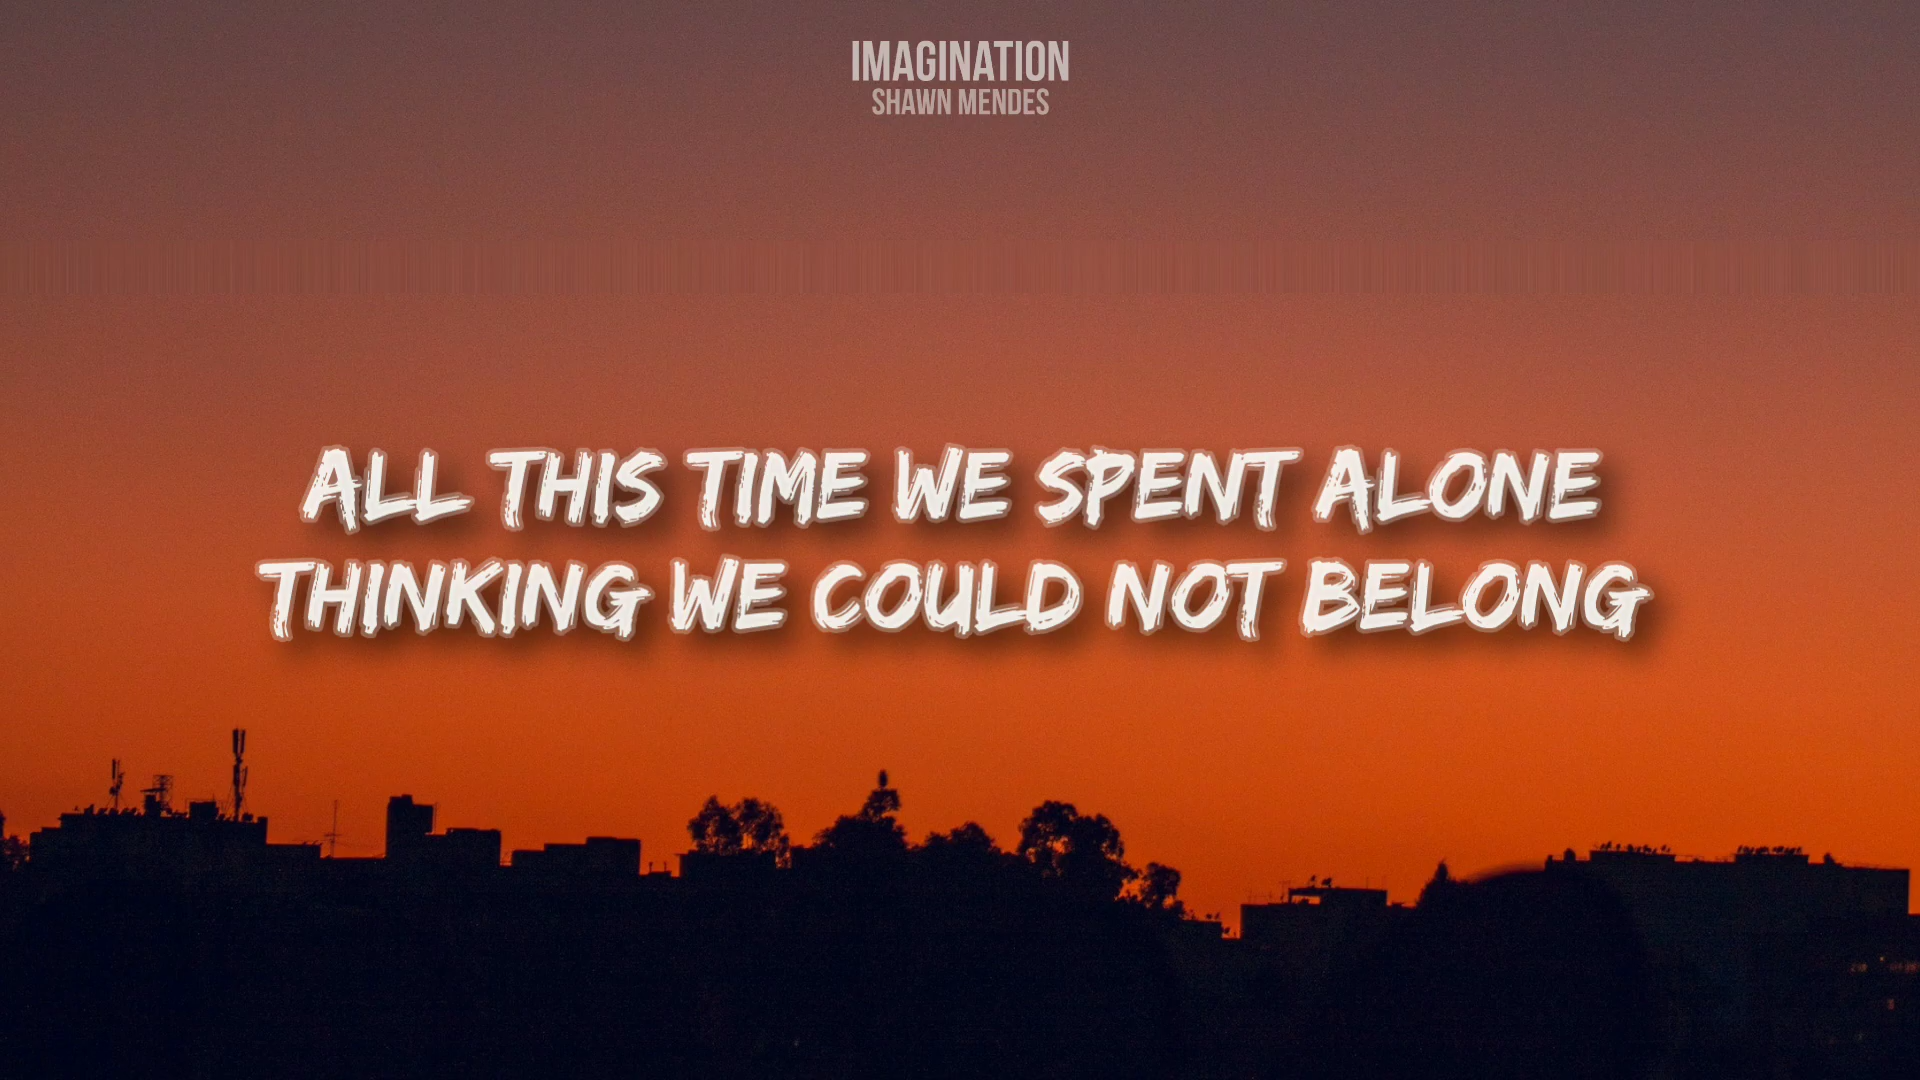 IMAGINATION
SHAWN MENDES
ALL THIS TIME WE SPENT ALONE
THINKING WE COULD NOT BELONG